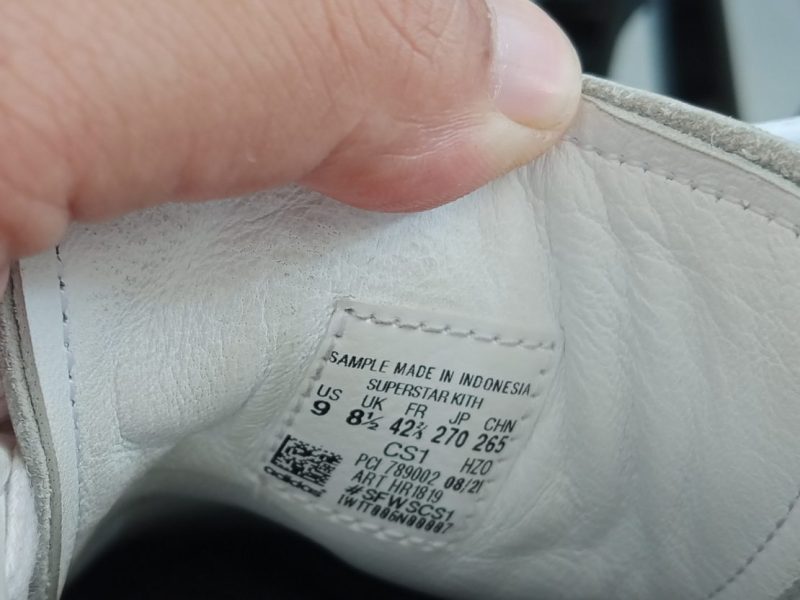 SAMPLE MADE IN INDONESIA
SUPERSTAR KITH
US UK FR JP CHN
9 8½ 42⅔ 270 265
CS1 HZO
PCI 789002 08/21
ART HR1819
#SFWSCS1
adidas